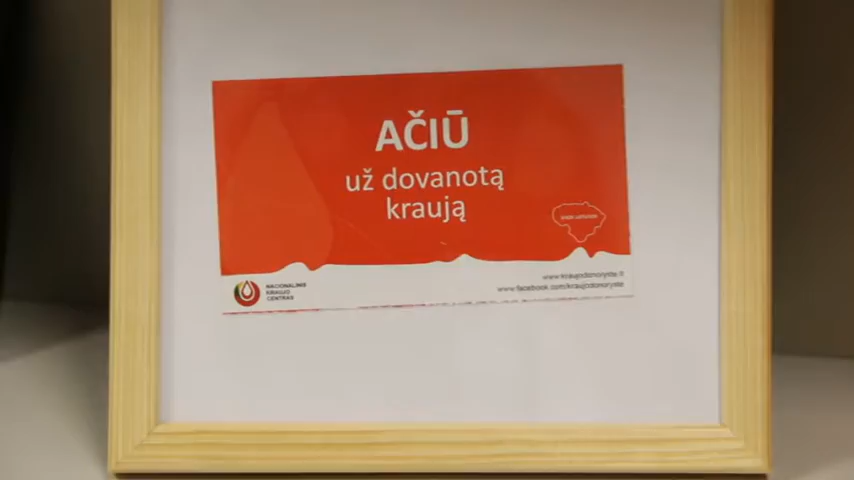 AČIŪ
už dovanotą
kraują
NACIONALINIS
KRAUJO
CENTRAS
www.kraujodonoryste.lt
www.facebook.com/kraujodonoryste